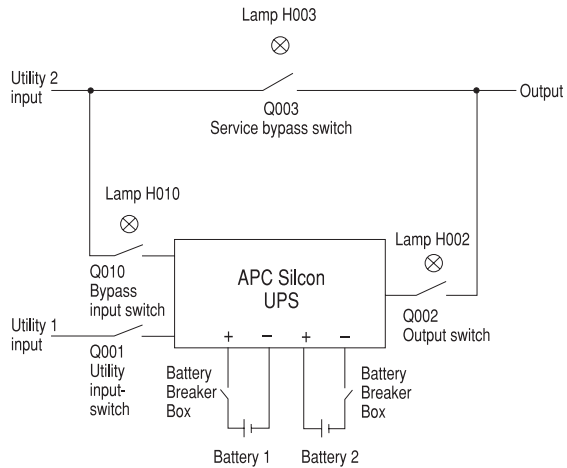 Lamp H003
Utility 2
input
Output
Q003
Service bypass switch
Lamp H010
Lamp H002
Q010
Bypass
input switch
APC Silcon
UPS
Q002
Output switch
Utility 1
input
Q001
Utility
input-
switch
+ − + −
Battery
Breaker
Box
Battery
Breaker
Box
Battery 1
Battery 2